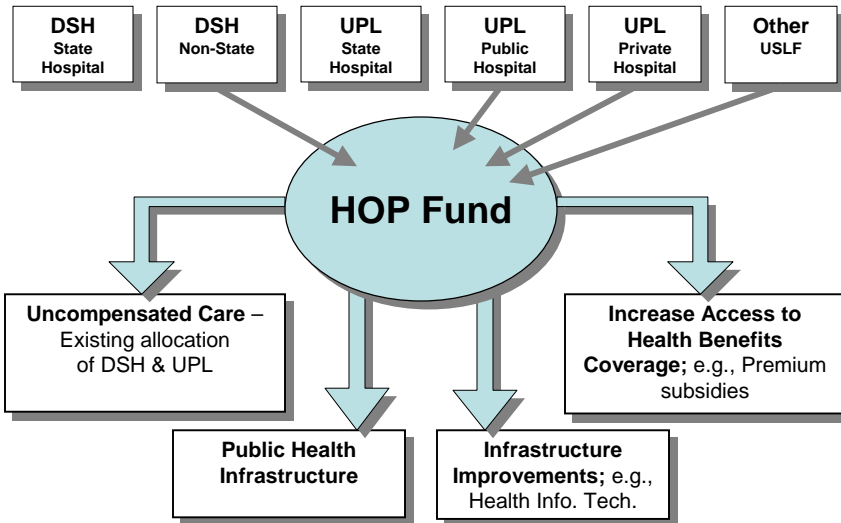 DSH
State
Hospital
DSH
Non-State
UPL
State
Hospital
UPL
Public
Hospital
UPL
Private
Hospital
Other
USLF
HOP Fund
Uncompensated Care –
Existing allocation
of DSH & UPL
Increase Access to
Health Benefits
Coverage; e.g., Premium
subsidies
Public Health
Infrastructure
Infrastructure
Improvements; e.g.,
Health Info. Tech.